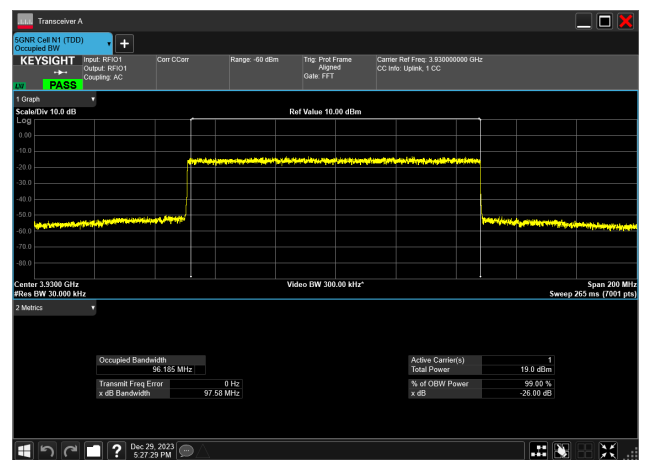 Transceiver A
5GNR Cell N1 (TDD)
Occupied BW
KEYSIGHT
LV
PASS
Input: RFIO1
Output: RFIO1
Coupling: AC
Corr CCorr
Range: -60 dBm
Trig: Prot Frame
Aligned
Gate: FFT
Carrier Ref Freq: 3.930000000 GHz
CC Info: Uplink, 1 CC
1 Graph
Scale/Div 10.0 dB
Ref Value 10.00 dBm
Log
0.00
-10.0
-20.0
-30.0
-40.0
-50.0
-60.0
-70.0
-80.0
Center 3.9300 GHz
Video BW 300.00 kHz*
Span 200 MHz
#Res BW 30.000 kHz
Sweep 265 ms (7001 pts)
2 Metrics
Occupied Bandwidth
96.185 MHz
Active Carrier(s) 1
Total Power 19.0 dBm
Transmit Freq Error 0 Hz
x dB Bandwidth 97.58 MHz
% of OBW Power 99.00 %
x dB -26.00 dB
?
Dec 29, 2023
5:27:29 PM